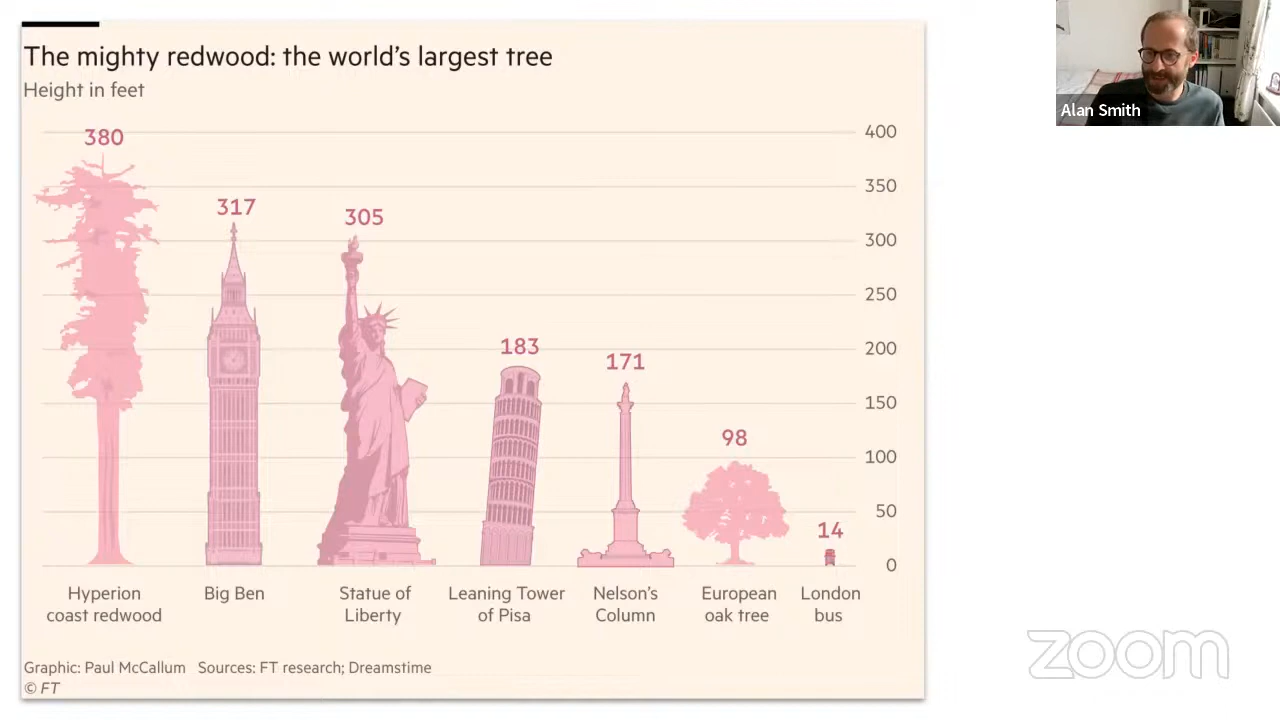 The mighty redwood: the world's largest tree
Height in feet
400
350
300
250
200
150
100
50
0
380
317
305
183
171
98
14
Hyperion
coast redwood
Big Ben
Statue of
Liberty
Leaning Tower
of Pisa
Nelson's
Column
European
oak tree
London
bus
Graphic: Paul McCallum Sources: FT research; Dreamstime
© FT
Alan Smith
zoom